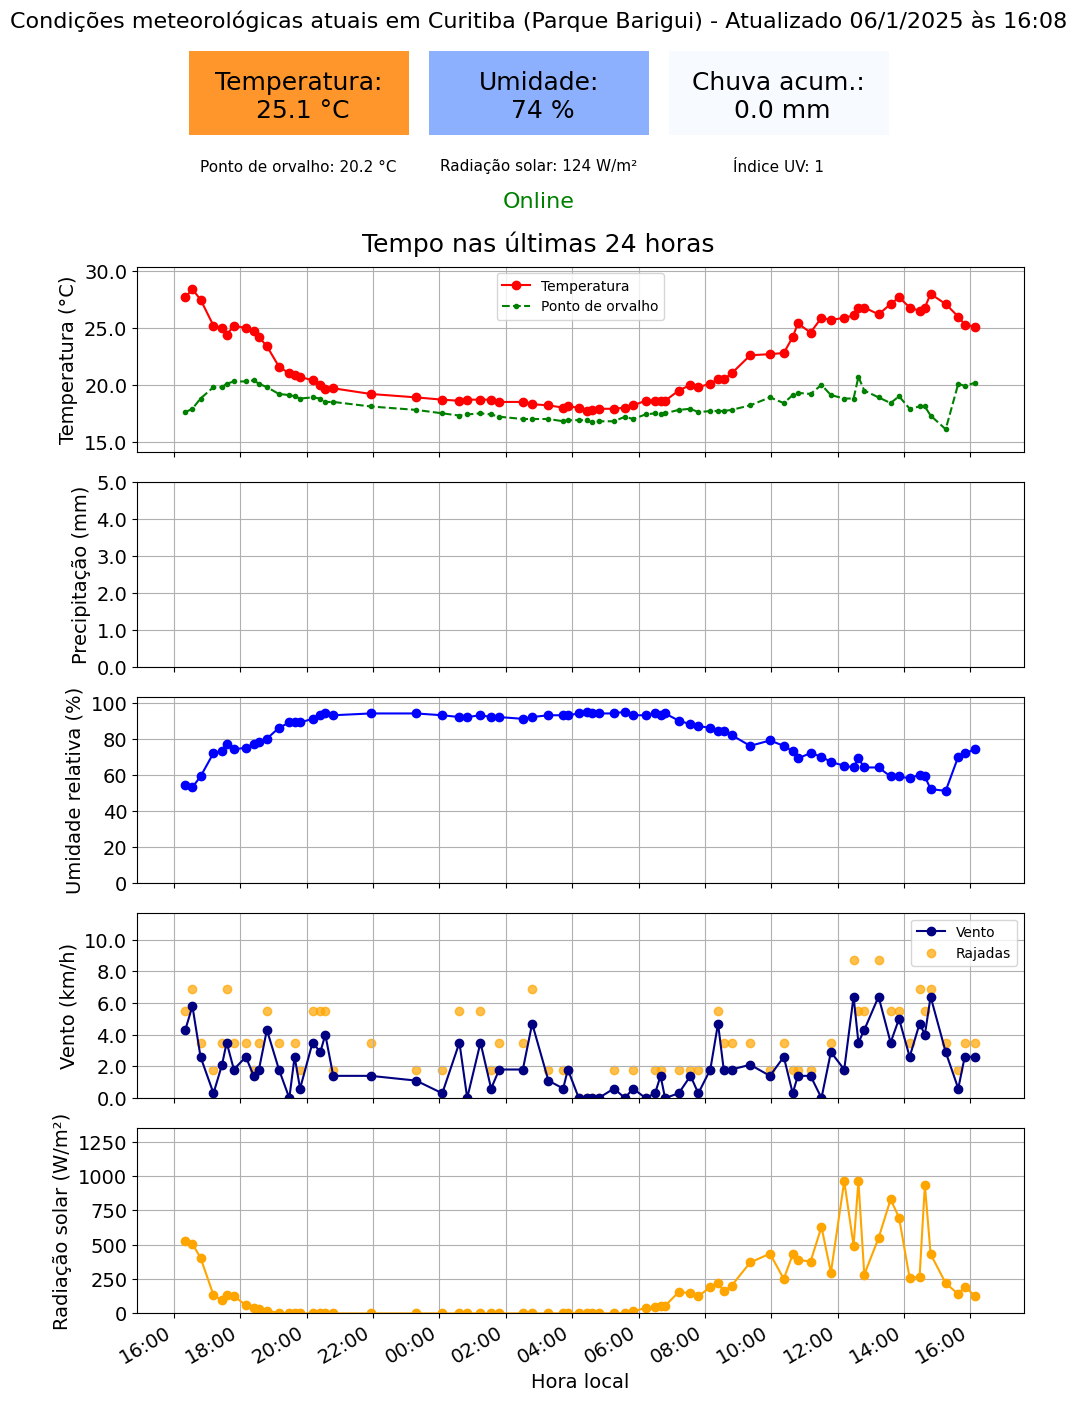 Condições meteorológicas atuais em Curitiba (Parque Barigui) - Atualizado 06/1/2025 às 16:08
Temperatura:
25.1 °C
Umidade:
74 %
Chuva acum.:
0.0 mm
Ponto de orvalho: 20.2 °C
Radiação solar: 124 W/m²
Índice UV: 1
Online
Tempo nas últimas 24 horas
Temperatura (°C)
30.0
25.0
20.0
15.0
Temperatura
Ponto de orvalho
Precipitação (mm)
5.0
4.0
3.0
2.0
1.0
0.0
Umidade relativa (%)
100
80
60
40
20
0
Vento (km/h)
10.0
8.0
6.0
4.0
2.0
0.0
Vento
Rajadas
Radiação solar (W/m²)
1250
1000
750
500
250
0
16:00
18:00
20:00
22:00
00:00
02:00
04:00
06:00
08:00
10:00
12:00
14:00
16:00
Hora local